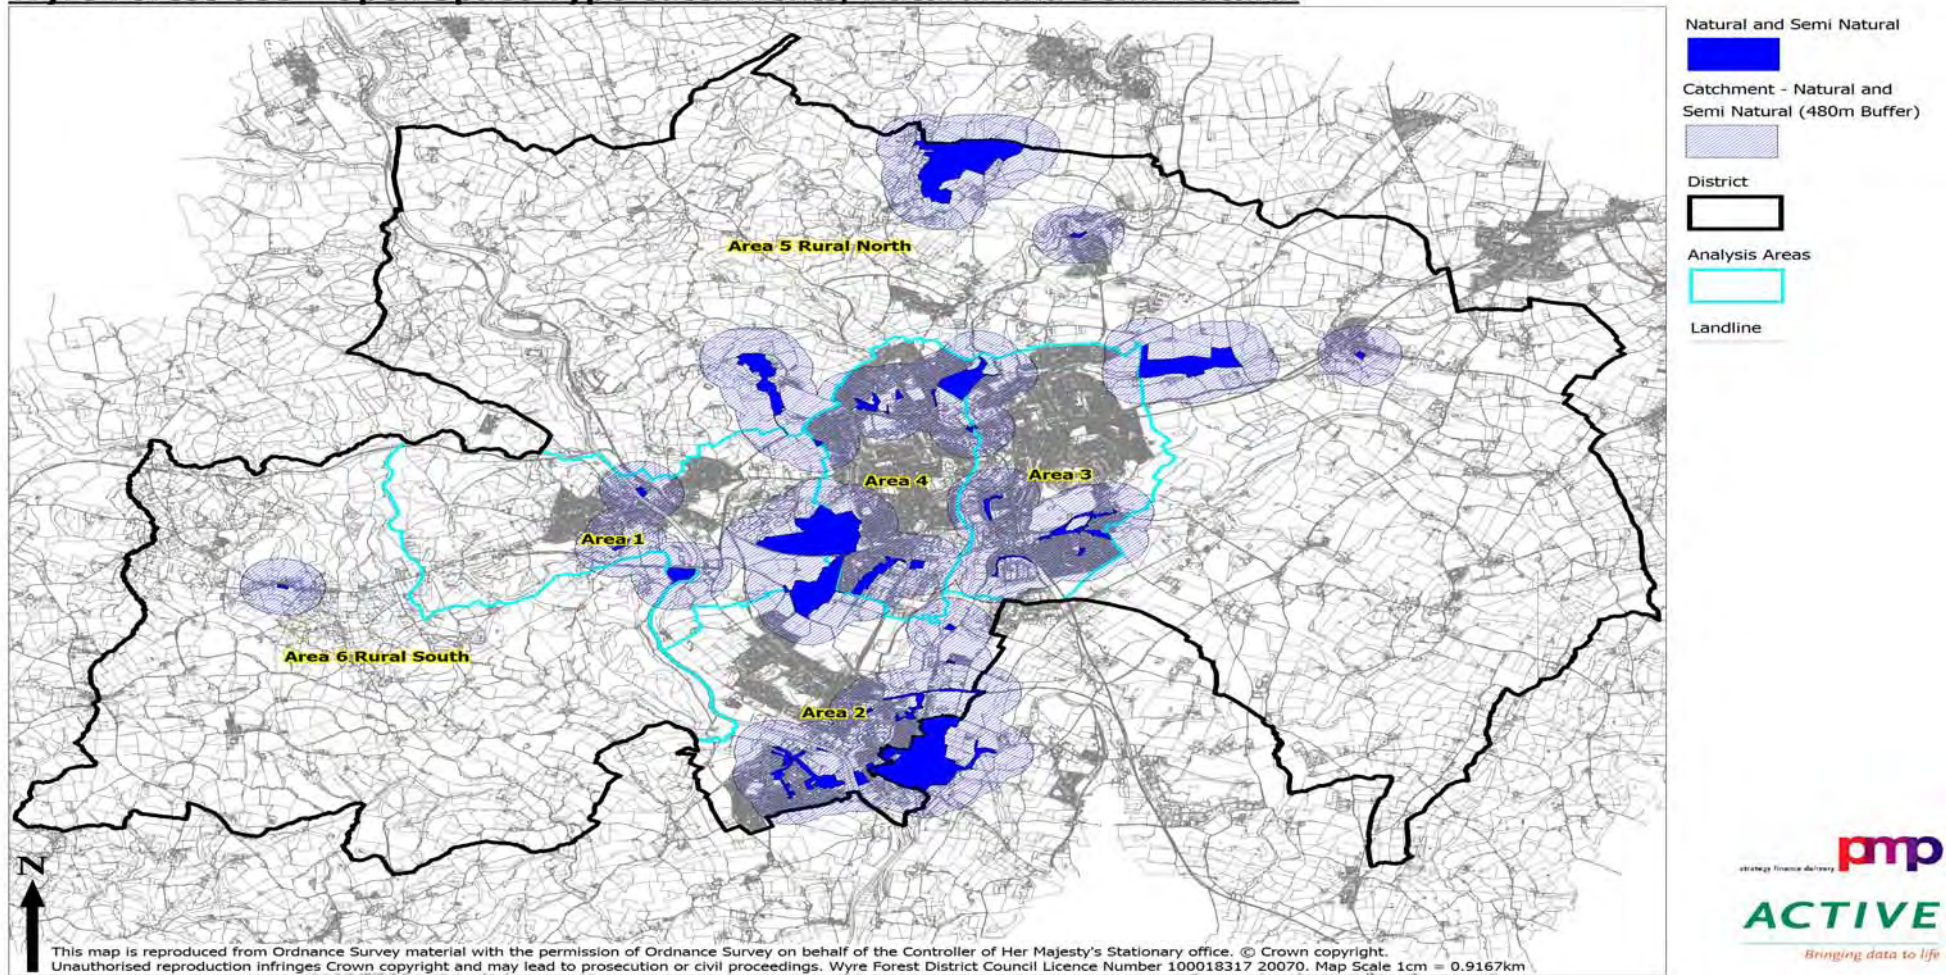 Natural and Semi Natural
Catchment - Natural and
Semi Natural (480m Buffer)
District
Analysis Areas
Landline
Area 5 Rural North
Area 4
Area 3
Area 1
Area 6 Rural South
Area 2
N
pmp
strategy finance delivery
ACTIVE
Bringing data to life
This map is reproduced from Ordnance Survey material with the permission of Ordnance Survey on behalf of the Controller of Her Majesty's Stationary office. © Crown copyright.
Unauthorised reproduction infringes Crown copyright and may lead to prosecution or civil proceedings. Wyre Forest District Council Licence Number 100018317 20070. Map Scale 1cm = 0.9167km